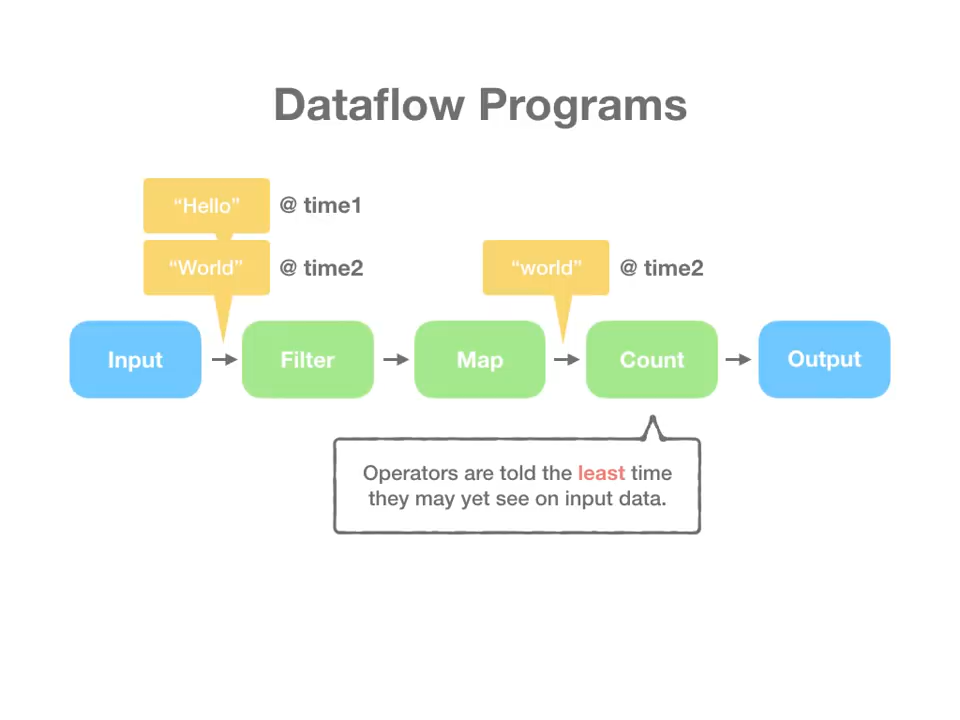 Dataflow Programs
“Hello” @ time1
“World” @ time2
“world” @ time2
Input
Filter
Map
Count
Output
Operators are told the least time
they may yet see on input data.